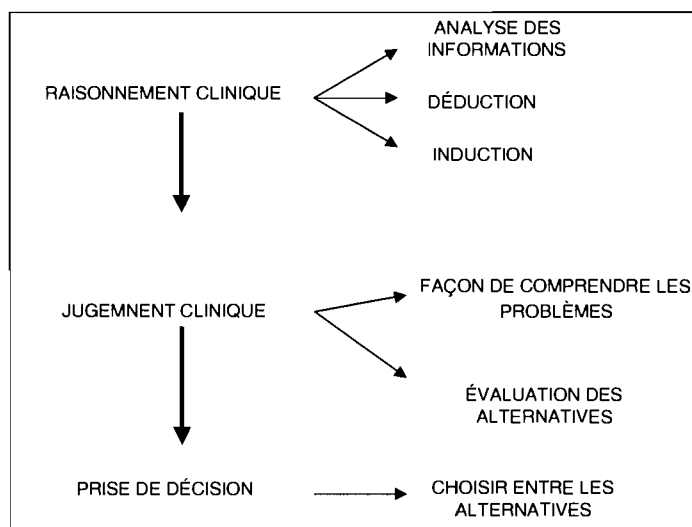 ANALYSE DES
INFORMATIONS
RAISONNEMENT CLINIQUE
DÉDUCTION
INDUCTION
FAÇON DE COMPRENDRE LES
PROBLÈMES
JUGEMNENT CLINIQUE
ÉVALUATION DES
ALTERNATIVES
PRISE DE DÉCISION
CHOISIR ENTRE LES
ALTERNATIVES